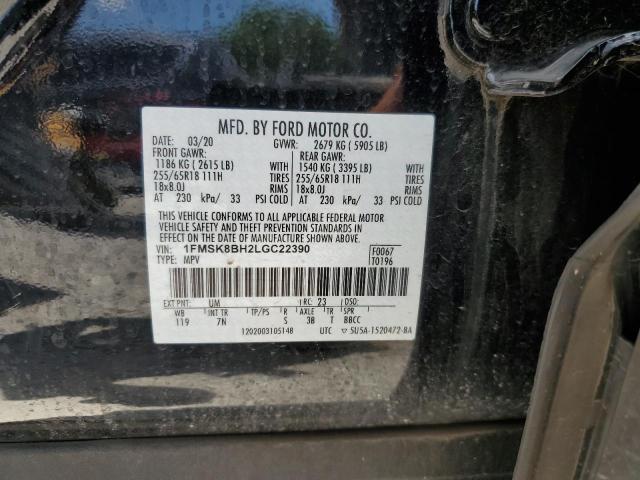 MFD. BY FORD MOTOR CO.
DATE: 03/20 GVWR: 2679 KG ( 5905 LB)
FRONT GAWR: REAR GAWR:
1186 KG ( 2615 LB) WITH 1540 KG ( 3395 LB) WITH
255/65R18 111H TIRES 255/65R18 111H TIRES
18x8.0J RIMS 18x8.0J RIMS
AT 230 kPa/ 33 PSI COLD AT 230 kPa/ 33 PSI COLD
THIS VEHICLE CONFORMS TO ALL APPLICABLE FEDERAL MOTOR
VEHICLE SAFETY AND THEFT PREVENTION STANDARDS
IN EFFECT ON THE DATE OF MANUFACTURE SHOWN ABOVE.
VIN: 1FMSK8BH2LGC22390 F0067
TYPE: MPV T0196
EXT PNT: UM RC: 23 DSO:
WB INT TR TP/PS R AXLE TR SPR
119 7N S 3B T BBCC
1202003105148 UTC 5U5A-1520472-BA